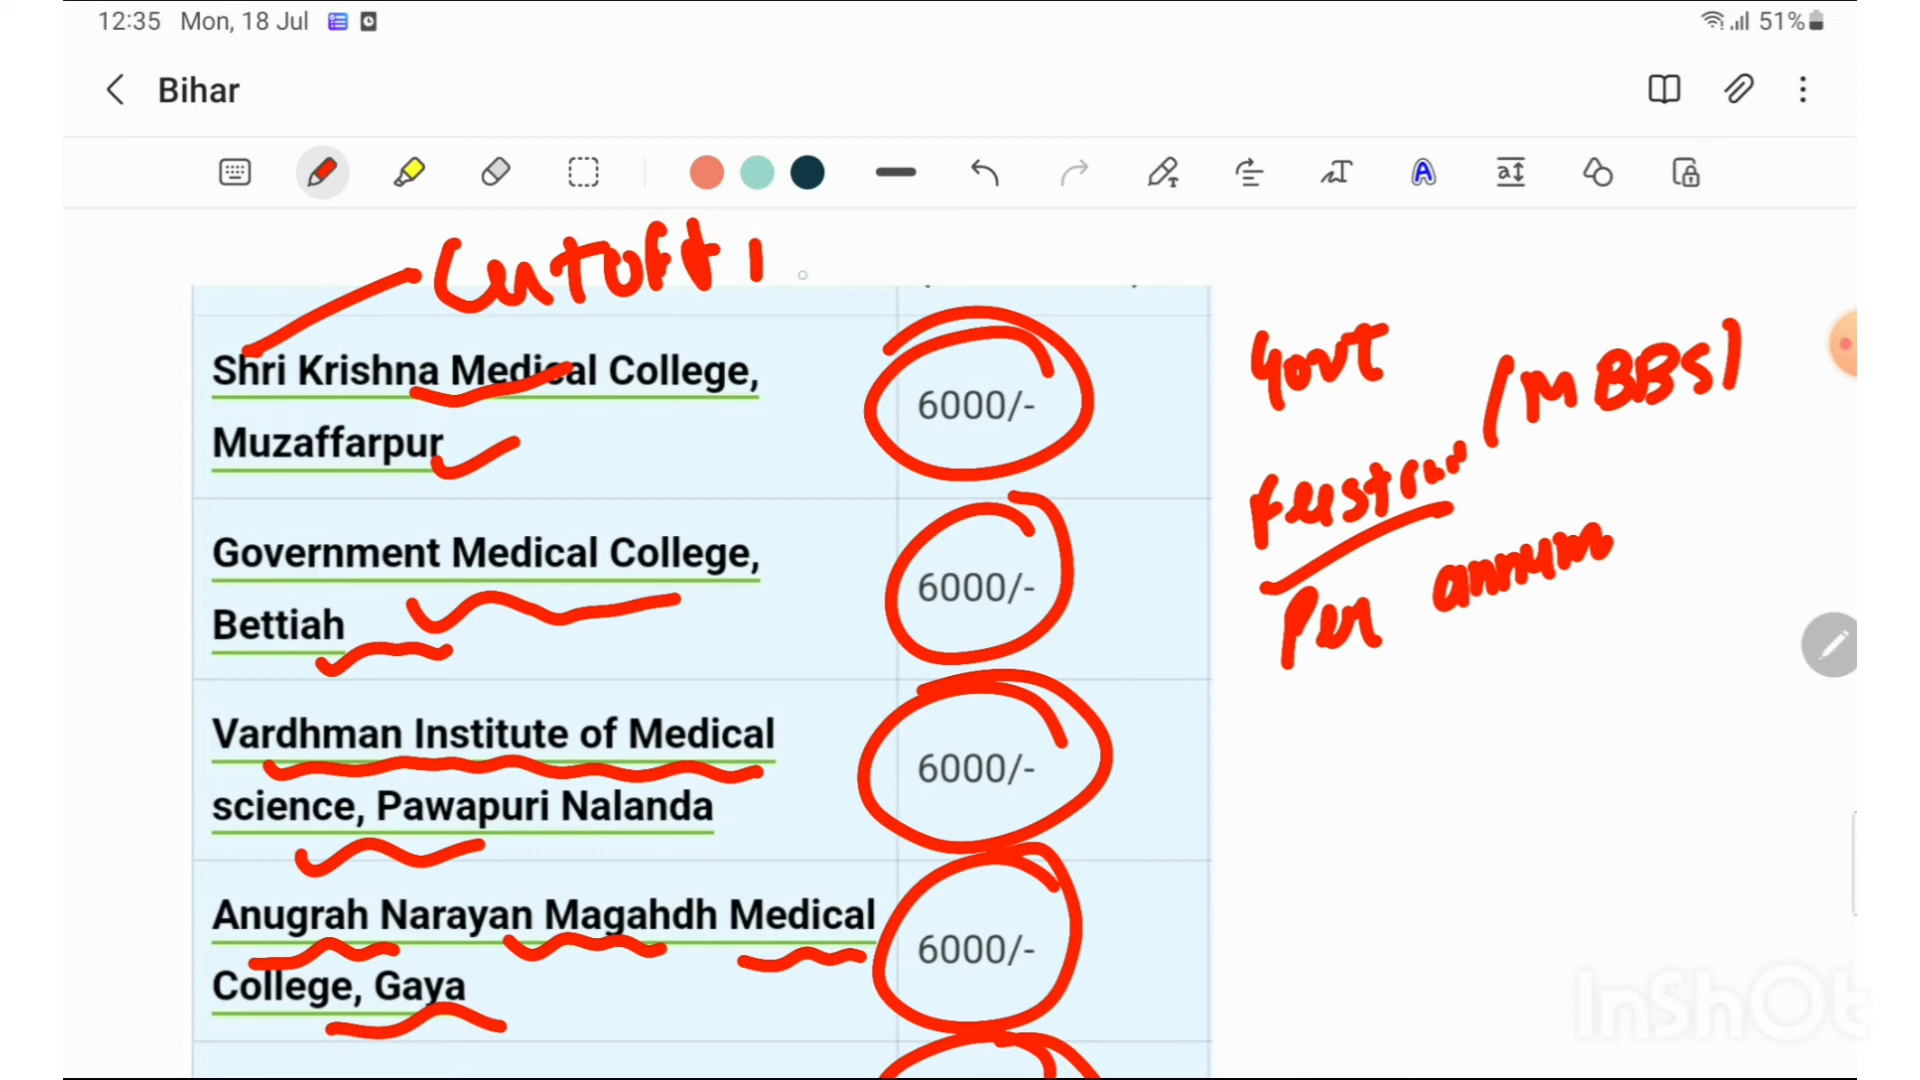 12:35 Mon, 18 Jul
51%
Bihar
Cutoff 1
Shri Krishna Medical College,
Muzaffarpur
6000/-
Govt
(MBBS)
Per annum
Government Medical College,
Bettiah
6000/-
Vardhman Institute of Medical
science, Pawapuri Nalanda
6000/-
Anugrah Narayan Magahdh Medical
College, Gaya
6000/-
InShOt